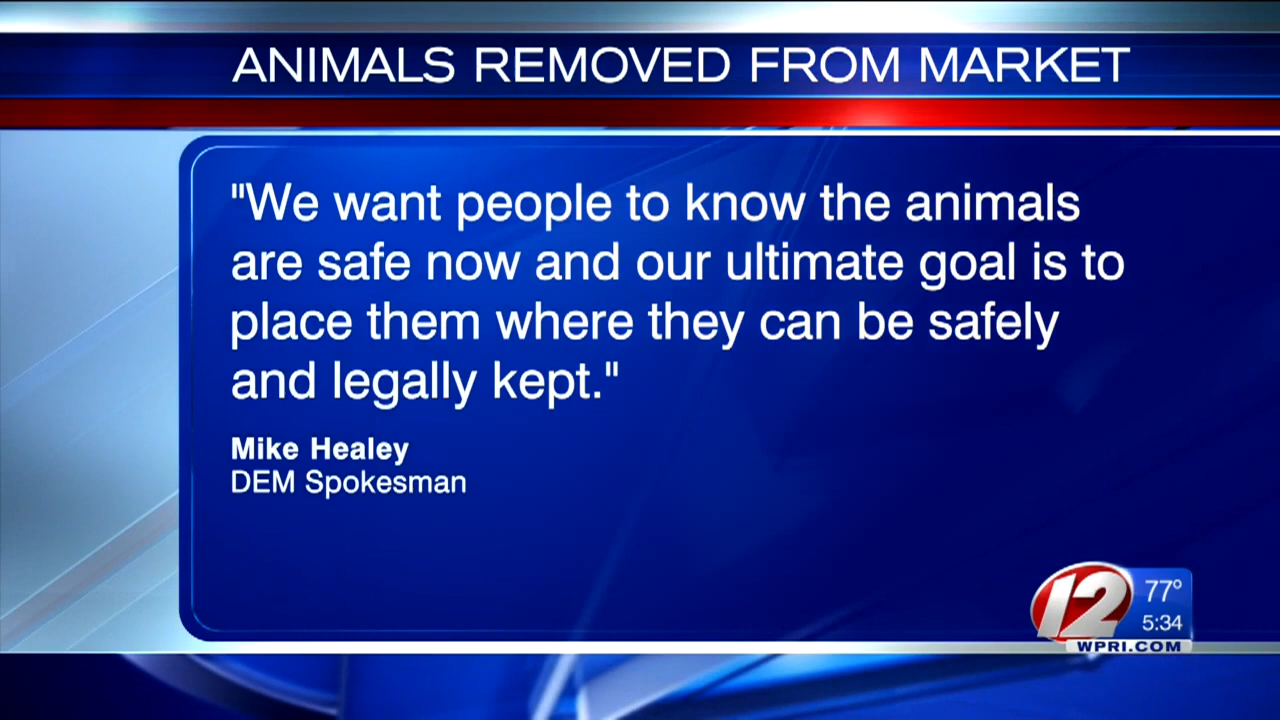 ANIMALS REMOVED FROM MARKET
"We want people to know the animals
are safe now and our ultimate goal is to
place them where they can be safely
and legally kept."
Mike Healey
DEM Spokesman
12
77°
5:34
WPRI.COM